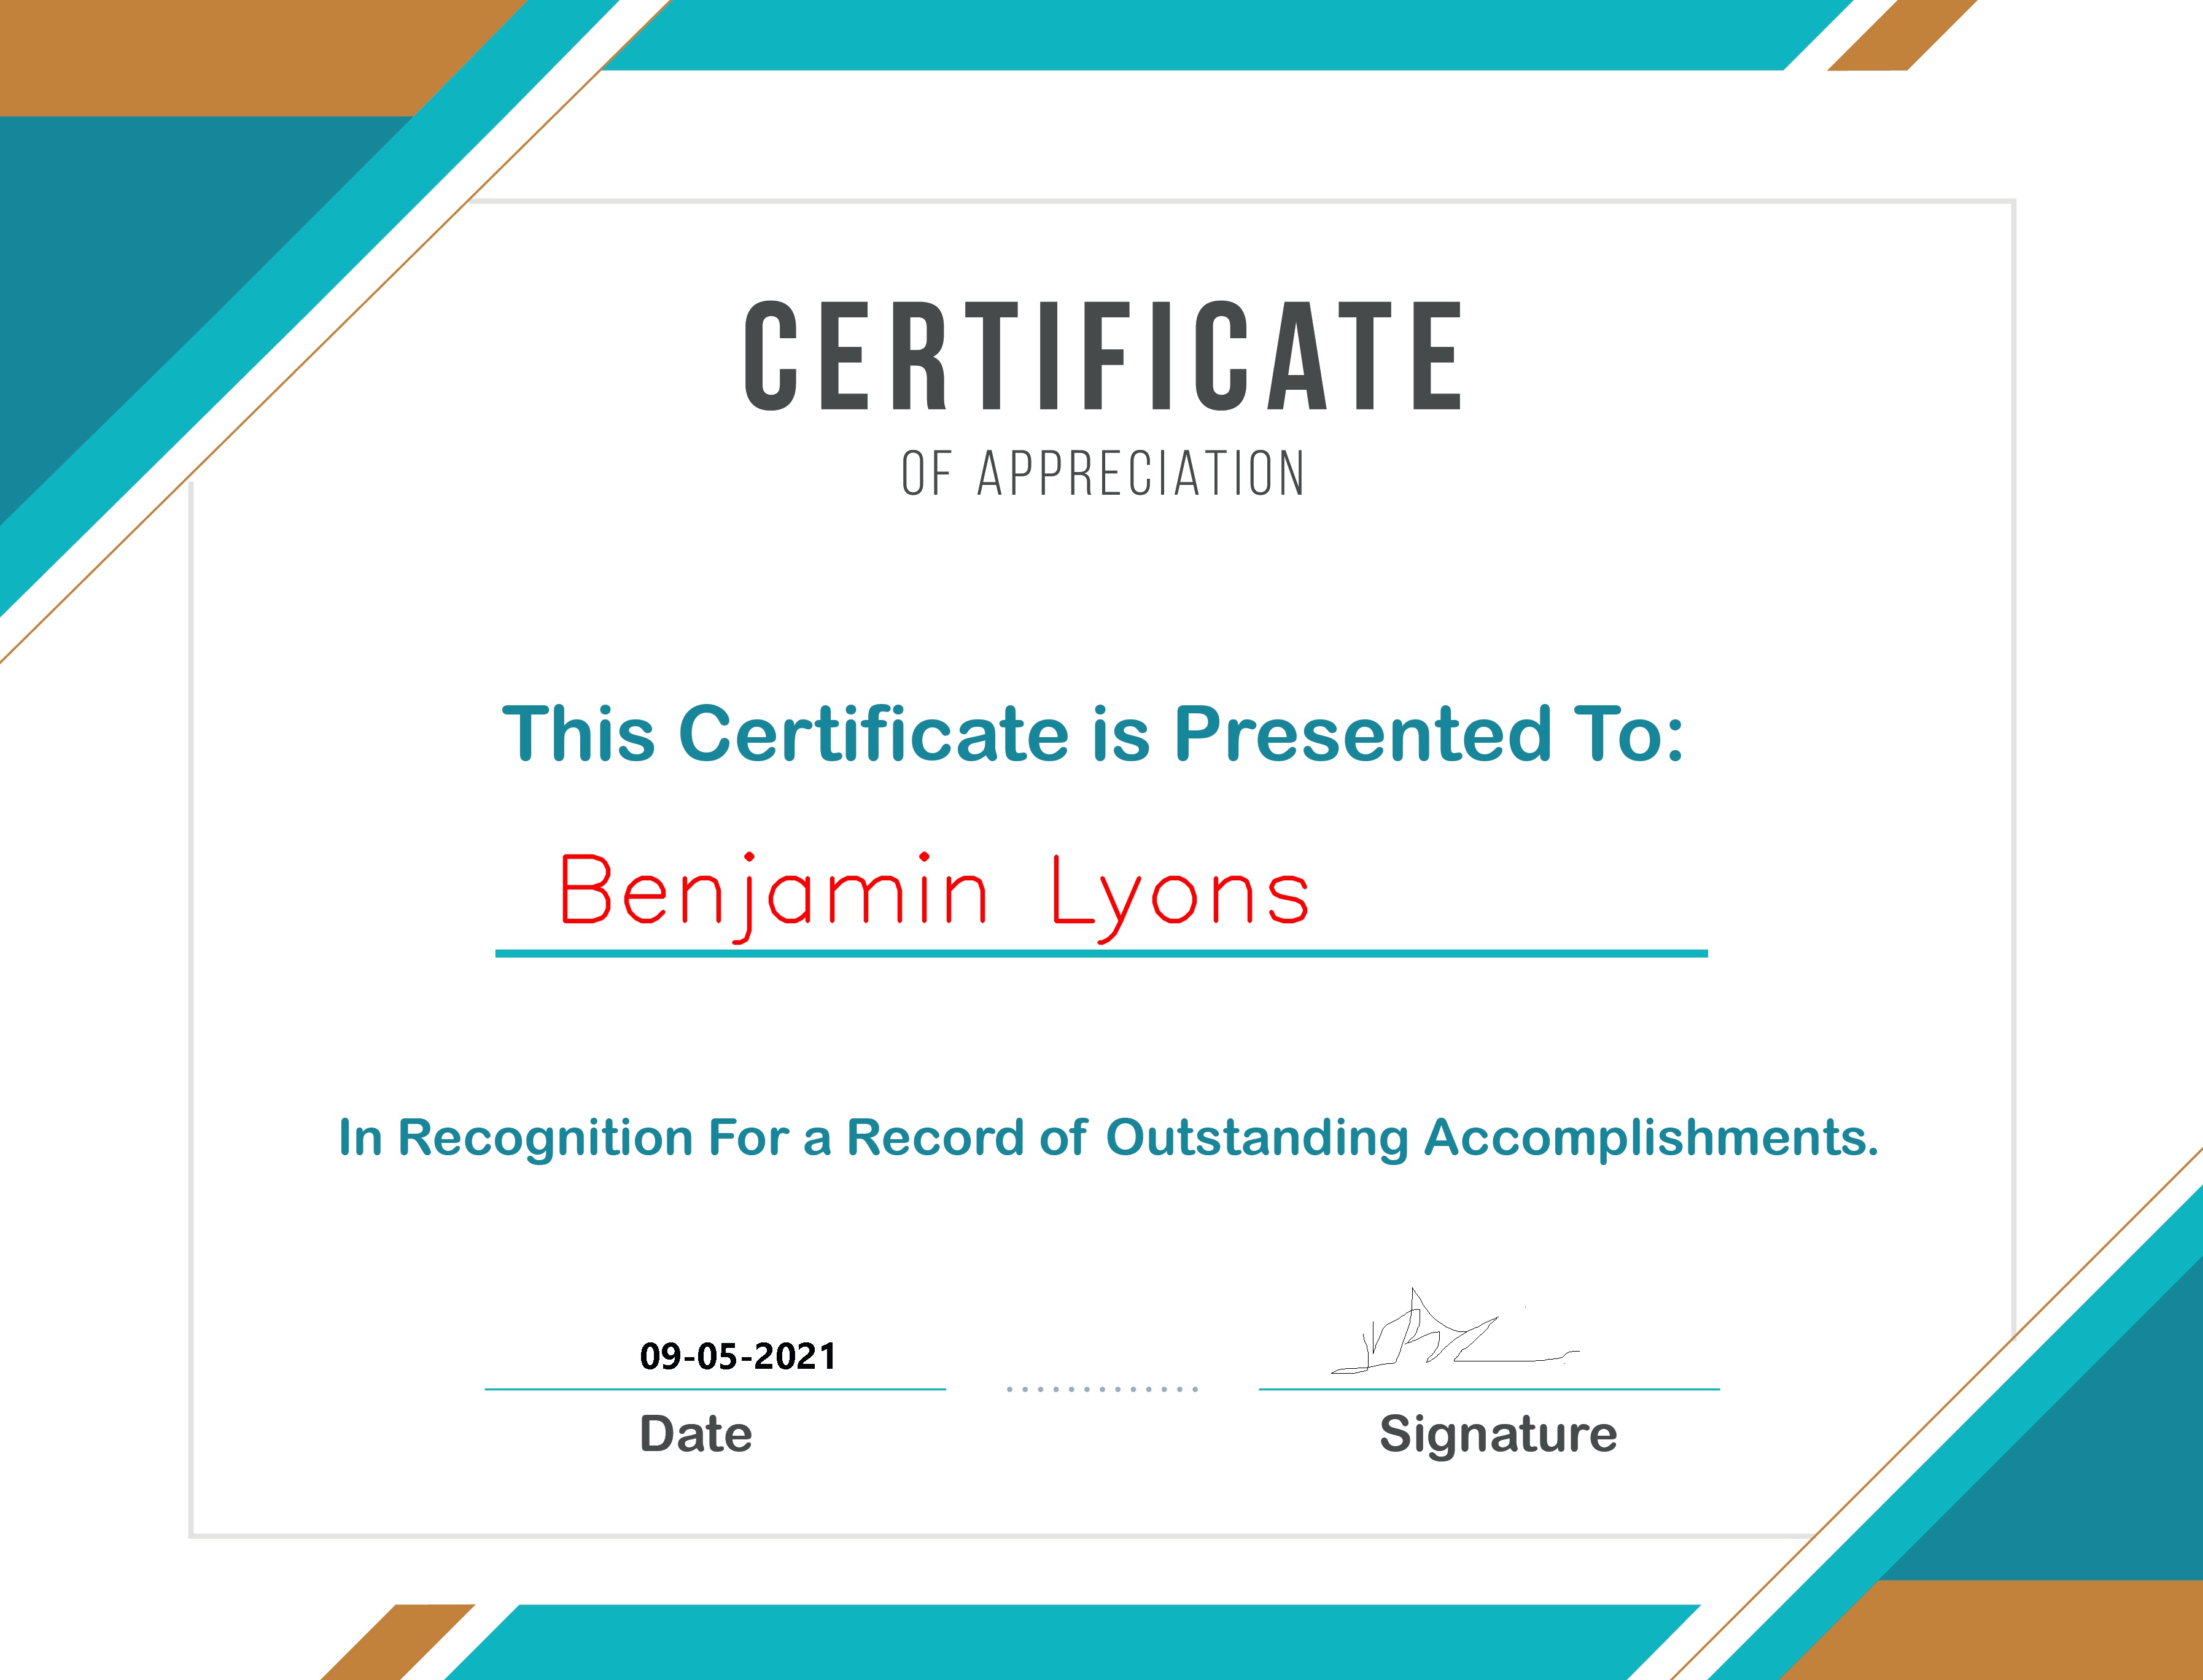 CERTIFICATE
OF APPRECIATION
This Certificate is Presented To:
Benjamin Lyons
In Recognition For a Record of Outstanding Accomplishments.
09-05-2021
Date
Signature